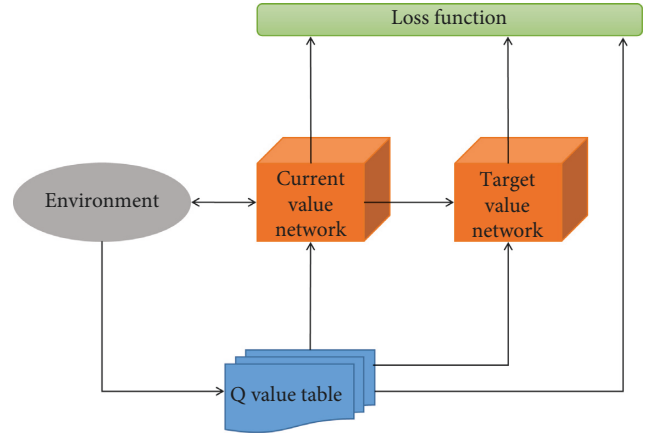 Loss function
Current
value
network
Target
value
network
Environment
Q value table